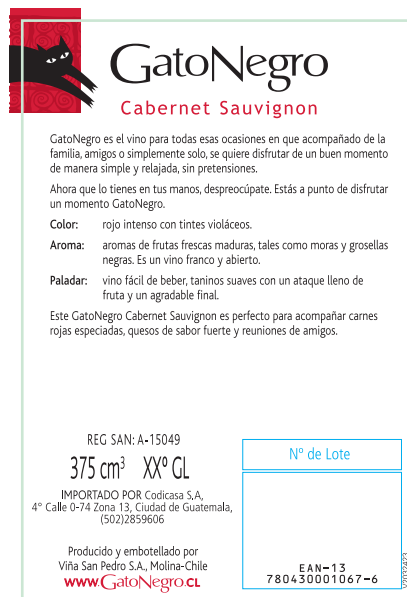 GatoNegro
Cabernet Sauvignon
GatoNegro es el vino para todas esas ocasiones en que acompañado de la
familia, amigos o simplemente solo, se quiere disfrutar de un buen momento
de manera simple y relajada, sin pretensiones.
Ahora que lo tienes en tus manos, despreocúpate. Estás a punto de disfrutar
un momento GatoNegro.
Color: rojo intenso con tintes violáceos.
Aroma: aromas de frutas frescas maduras, tales como moras y grosellas
negras. Es un vino franco y abierto.
Paladar: vino fácil de beber, taninos suaves con un ataque lleno de
fruta y un agradable final.
Este GatoNegro Cabernet Sauvignon es perfecto para acompañar carnes
rojas especiadas, quesos de sabor fuerte y reuniones de amigos.
REG SAN: A-15049
375 cm³ XXº GL
IMPORTADO POR Codicasa S,A,
4° Calle 0-74 Zona 13, Ciudad de Guatemala,
(502)2859606
Producido y embotellado por
Viña San Pedro S.A., Molina-Chile
www.GatoNegro.CL
Nº de Lote
EAN-13
780430001067-6